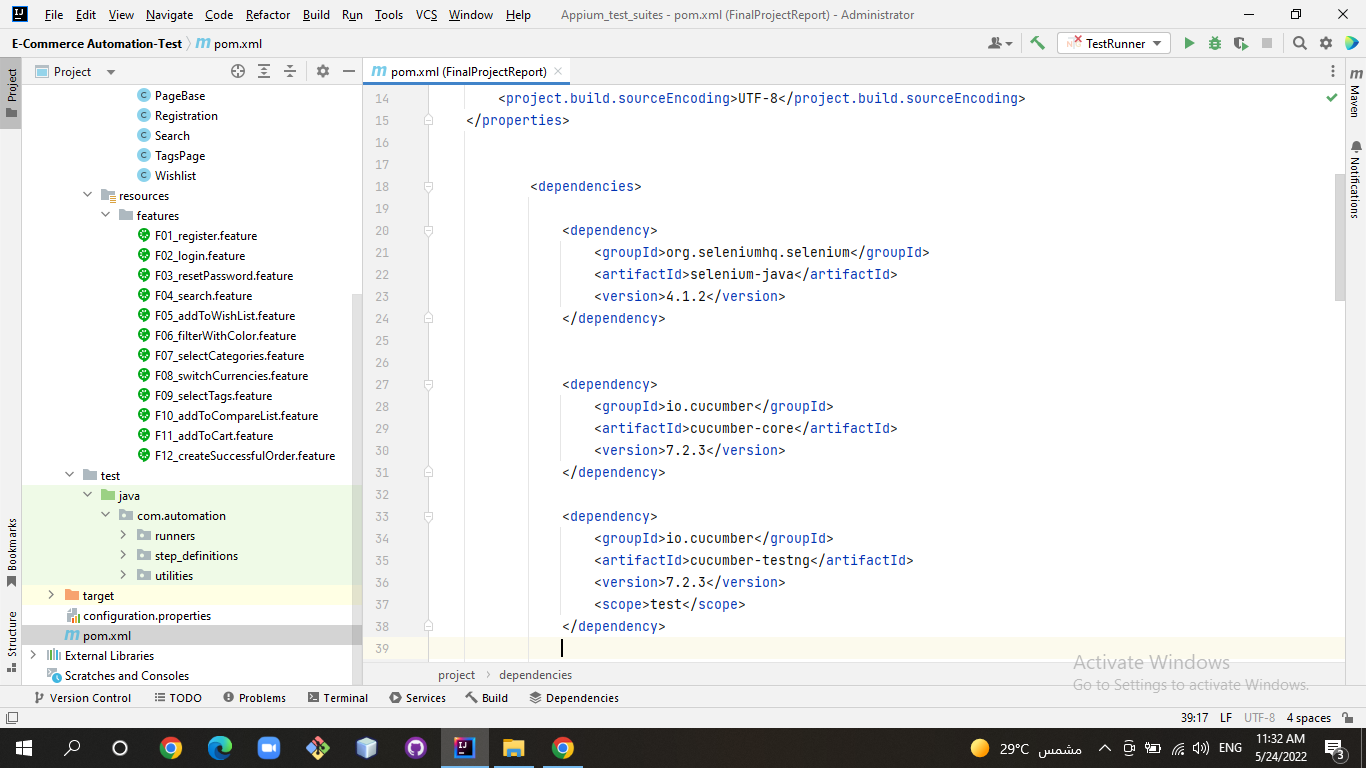 File Edit View Navigate Code Refactor Build Run Tools VCS Window Help Appium_test_suites - pom.xml (FinalProjectReport) - Administrator
E-Commerce Automation-Test m pom.xml TestRunner
Project
pom.xml (FinalProjectReport)
Project
Bookmarks
Structure
PageBase
Registration
Search
TagsPage
Wishlist
resources
features
F01_register.feature
F02_login.feature
F03_resetPassword.feature
F04_search.feature
F05_addToWishList.feature
F06_filterWithColor.feature
F07_selectCategories.feature
F08_switchCurrencies.feature
F09_selectTags.feature
F10_addToCompareList.feature
F11_addToCart.feature
F12_createSuccessfulOrder.feature
test
java
com.automation
runners
step_definitions
utilities
target
configuration.properties
pom.xml
External Libraries
Scratches and Consoles
14 <project.build.sourceEncoding>UTF-8</project.build.sourceEncoding>
15 </properties>
16
17
18 <dependencies>
19
20 <dependency>
21 <groupId>org.seleniumhq.selenium</groupId>
22 <artifactId>selenium-java</artifactId>
23 <version>4.1.2</version>
24 </dependency>
25
26
27 <dependency>
28 <groupId>io.cucumber</groupId>
29 <artifactId>cucumber-core</artifactId>
30 <version>7.2.3</version>
31 </dependency>
32
33 <dependency>
34 <groupId>io.cucumber</groupId>
35 <artifactId>cucumber-testng</artifactId>
36 <version>7.2.3</version>
37 <scope>test</scope>
38 </dependency>
39
project dependencies
Maven
Notifications
Activate Windows
Go to Settings to activate Windows.
Version Control TODO Problems Terminal Services Build Dependencies
39:17 LF UTF-8 4 spaces
29°C مشمس ENG 11:32 AM
5/24/2022
3